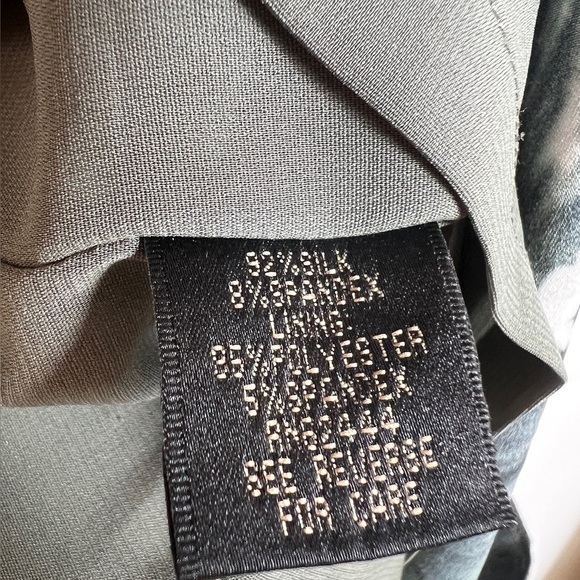 92%SILK
8%SPANDEX
LINING:
95%POLYESTER
5%SPANDEX
SEE REVERSE
FOR CARE